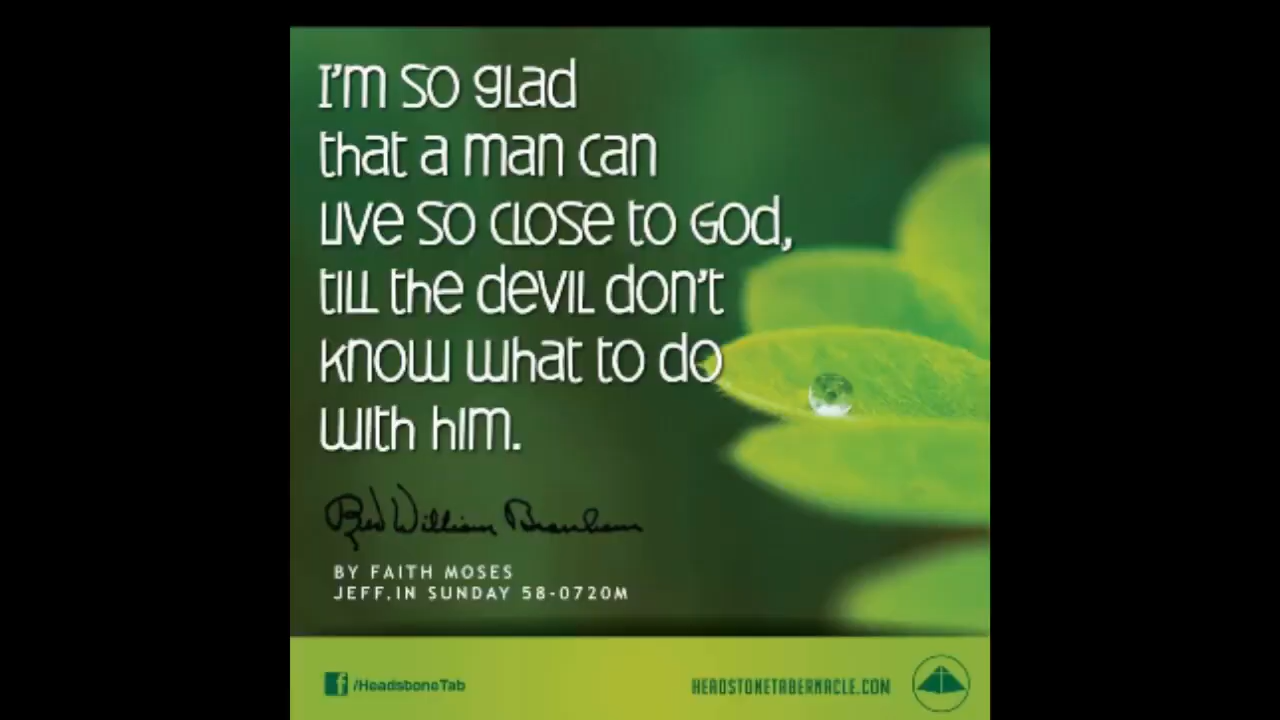 I'm so glad
that a man can
live so close to God,
till the devil don't
know what to do
with him.
Bro William Branham
BY FAITH MOSES
JEFF.IN SUNDAY 58-0720M
/HeadstoneTab
HEADSTONETABERNACLE.COM